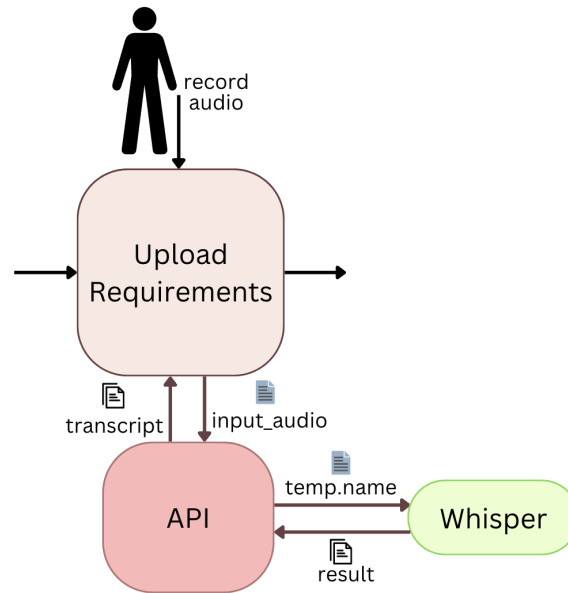 record
audio
Upload
Requirements
transcript
input_audio
temp.name
API
Whisper
result